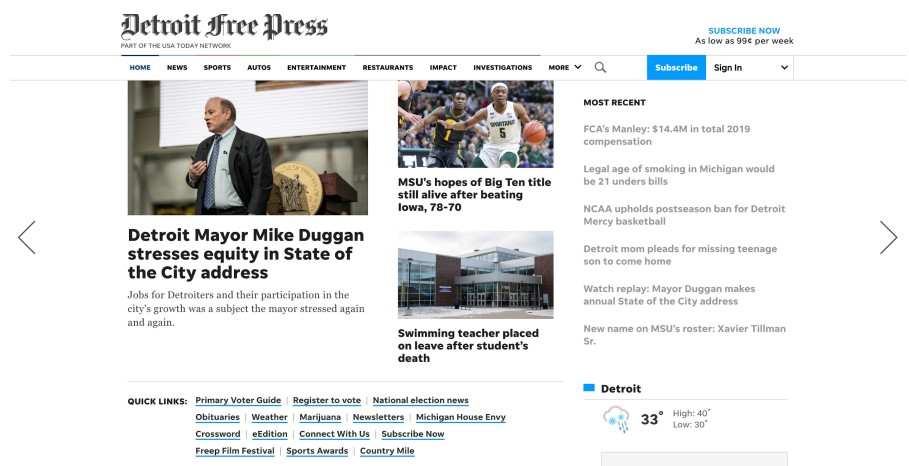 Detroit Free Press
PART OF THE USA TODAY NETWORK
SUBSCRIBE NOW
As low as 99¢ per week
HOME NEWS SPORTS AUTOS ENTERTAINMENT RESTAURANTS IMPACT INVESTIGATIONS MORE Subscribe Sign In
Detroit Mayor Mike Duggan
stresses equity in State of
the City address
Jobs for Detroiters and their participation in the
city's growth was a subject the mayor stressed again
and again.
SPARTANS
5
1
MSU's hopes of Big Ten title
still alive after beating
Iowa, 78-70
Swimming teacher placed
on leave after student's
death
MOST RECENT
FCA's Manley: $14.4M in total 2019
compensation
Legal age of smoking in Michigan would
be 21 unders bills
NCAA upholds postseason ban for Detroit
Mercy basketball
Detroit mom pleads for missing teenage
son to come home
Watch replay: Mayor Duggan makes
annual State of the City address
New name on MSU's roster: Xavier Tillman
Sr.
QUICK LINKS: Primary Voter Guide | Register to vote | National election news
Obituaries | Weather | Marijuana | Newsletters | Michigan House Envy
Crossword | eEdition | Connect With Us | Subscribe Now
Freep Film Festival | Sports Awards | Country Mile
Detroit
33° High: 40°
Low: 30°